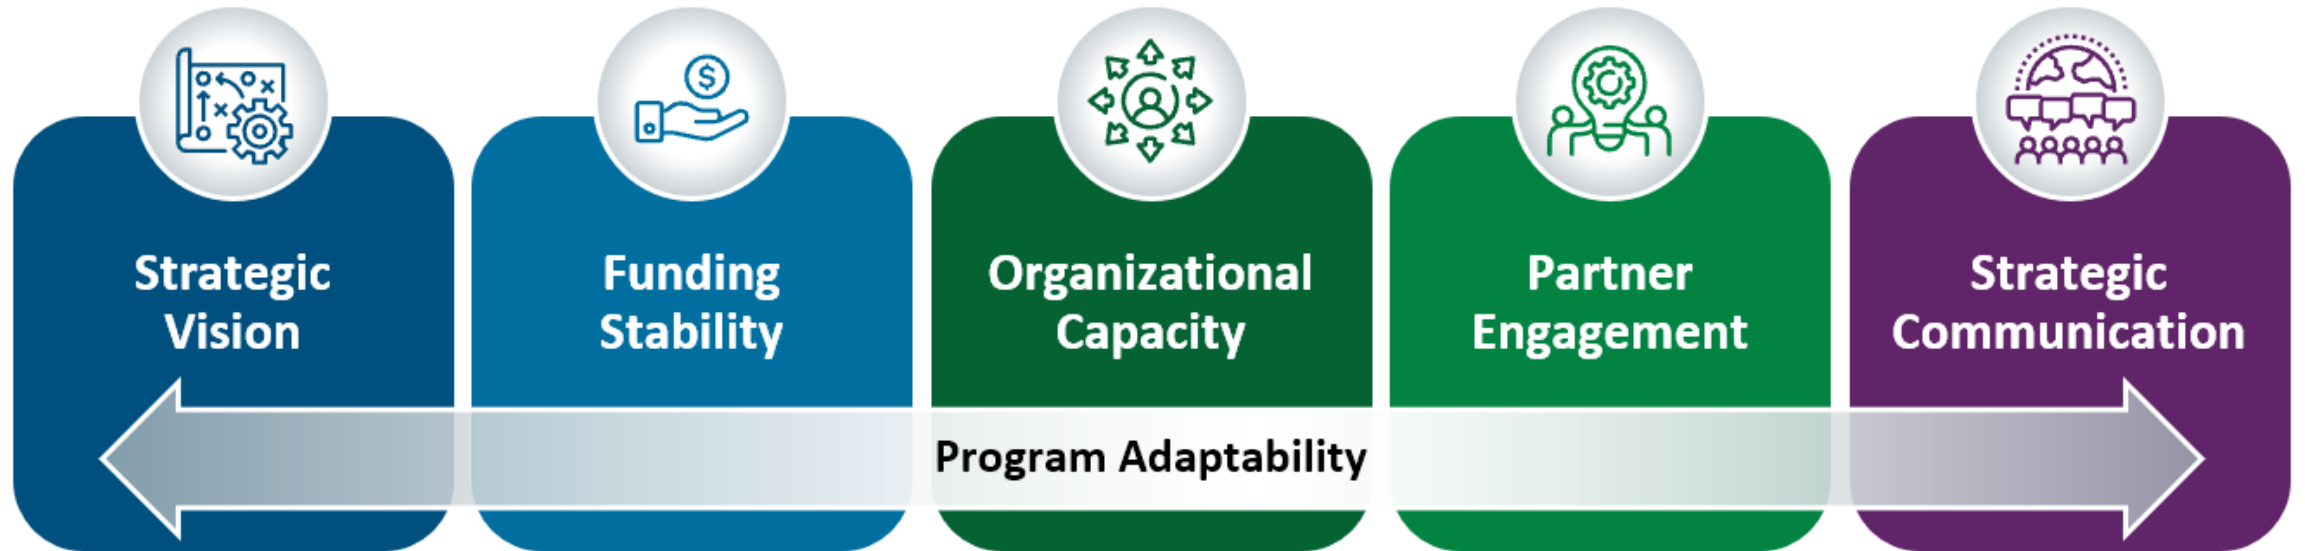 Strategic
Vision
Funding
Stability
Organizational
Capacity
Partner
Engagement
Strategic
Communication
Program Adaptability